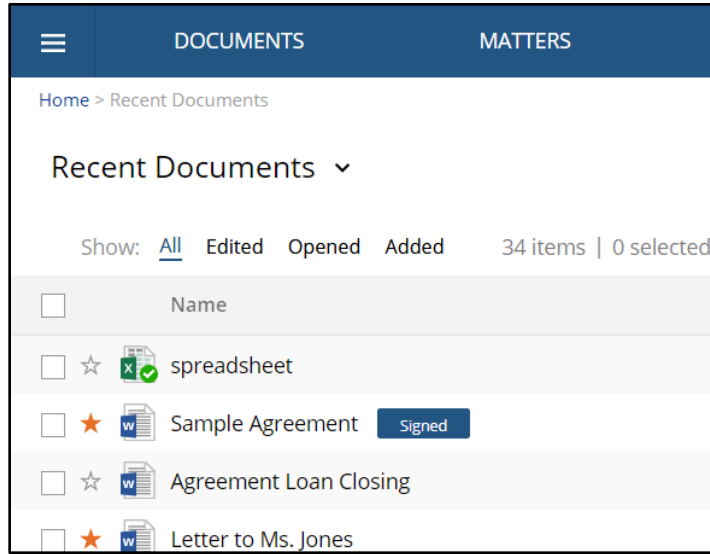 DOCUMENTS MATTERS
Home > Recent Documents
Recent Documents
Show: All Edited Opened Added 34 items | 0 selected
Name
spreadsheet
Sample Agreement Signed
Agreement Loan Closing
Letter to Ms. Jones